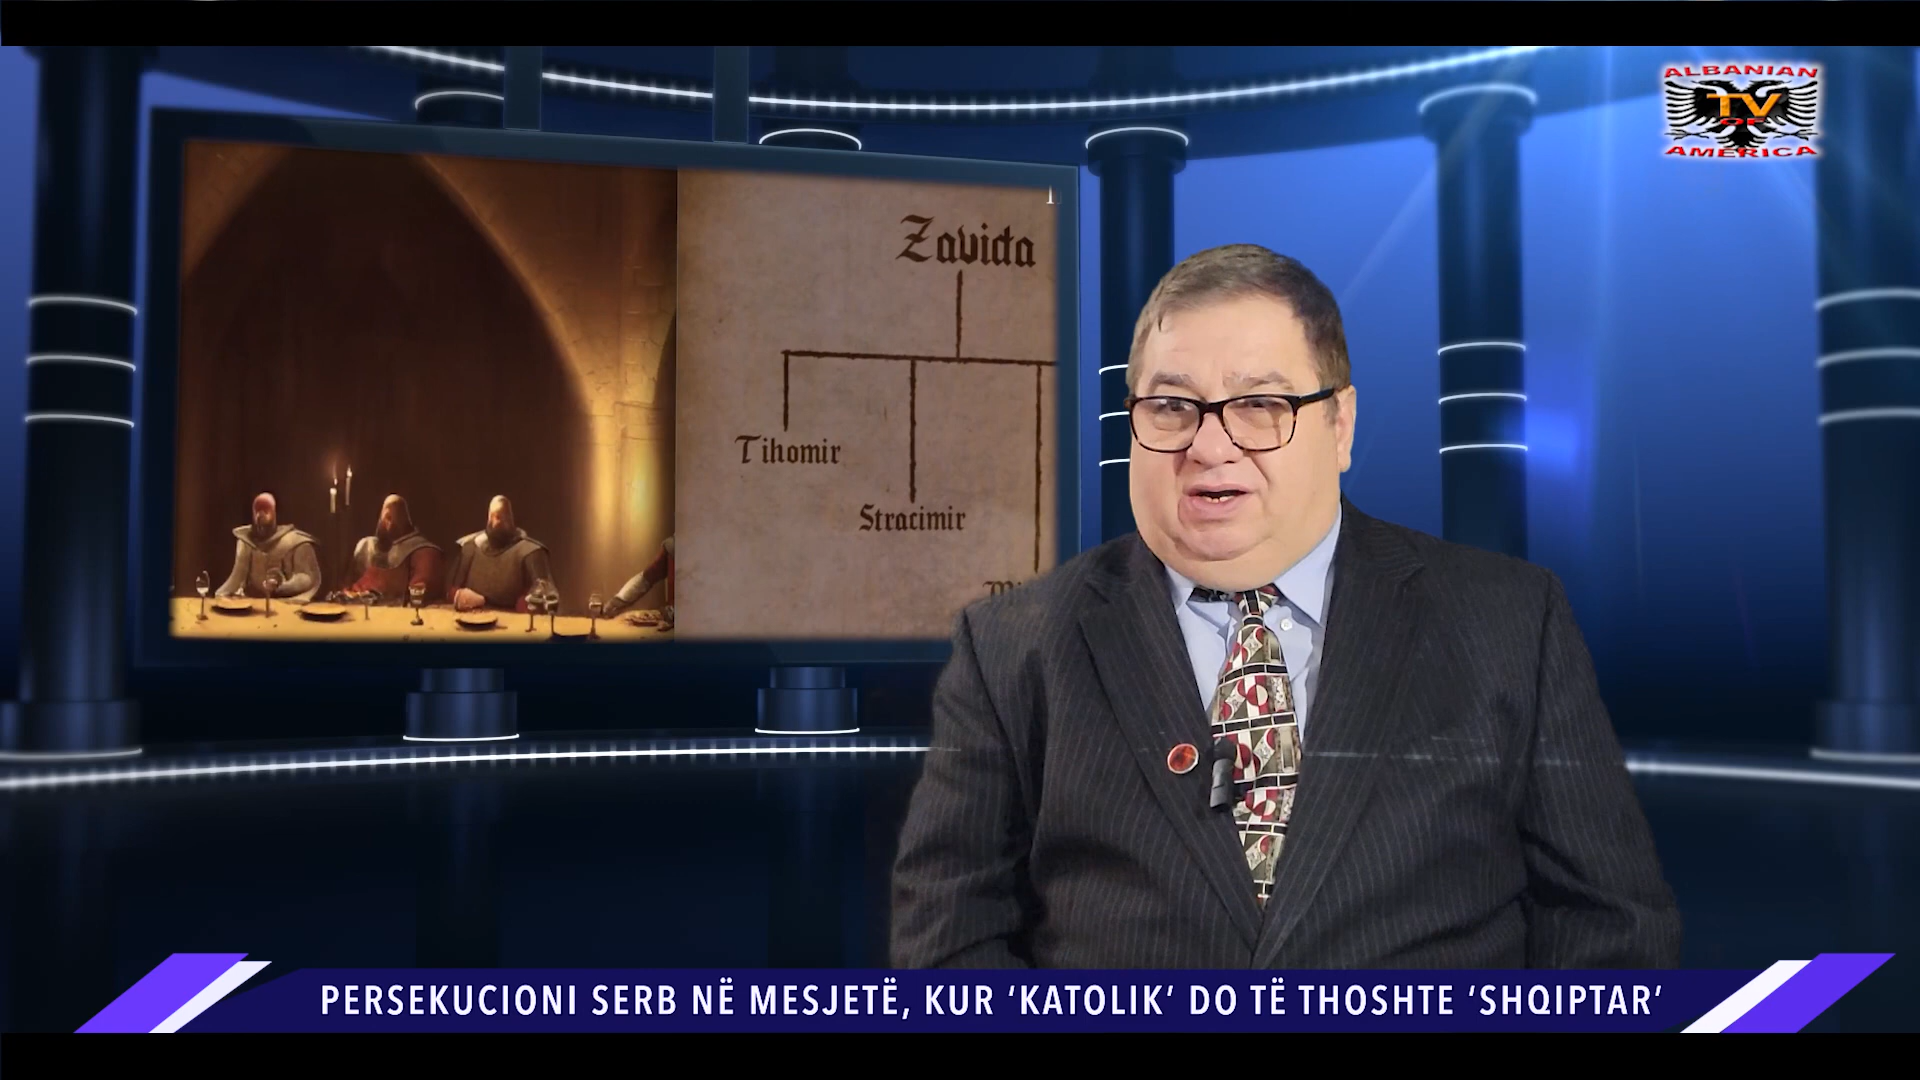 ALBANIAN
TV
OF
AMERICA
Zavida
Tihomir
Stracimir
PERSEKUCIONI SERB NË MESJETË, KUR ‘KATOLIK’ DO TË THOSHTE ‘SHQIPTAR’